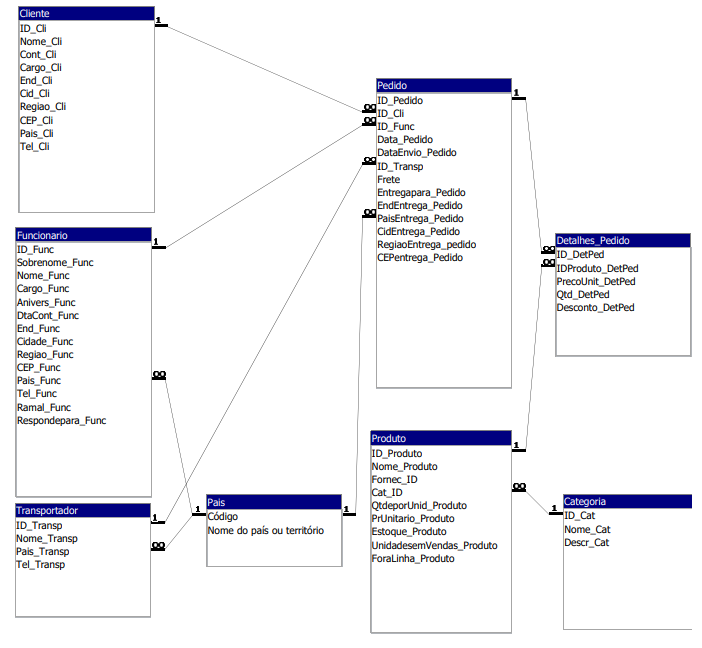 Cliente
ID_Cli
Nome_Cli
Cont_Cli
Cargo_Cli
End_Cli
Cid_Cli
Regiao_Cli
CEP_Cli
Pais_Cli
Tel_Cli
1
Pedido
ID_Pedido
ID_Cli
ID_Func
Data_Pedido
DataEnvio_Pedido
ID_Transp
Frete
Entregapara_Pedido
EndEntrega_Pedido
PaisEntrega_Pedido
CidEntrega_Pedido
RegiaoEntrega_pedido
CEPentrega_Pedido
∞
∞
∞
∞
1
Funcionario
ID_Func
Sobrenome_Func
Nome_Func
Cargo_Func
Anivers_Func
DtaCont_Func
End_Func
Cidade_Func
Regiao_Func
CEP_Func
Pais_Func
Tel_Func
Ramal_Func
Respondepara_Func
1
∞
Detalhes_Pedido
ID_DetPed
IDProduto_DetPed
PrecoUnit_DetPed
Qtd_DetPed
Desconto_DetPed
∞
∞
Transportador
ID_Transp
Nome_Transp
Pais_Transp
Tel_Transp
1
∞
Pais
Código
Nome do país ou território
1
1
Produto
ID_Produto
Nome_Produto
Fornec_ID
Cat_ID
QtdeporUnid_Produto
PrUnitario_Produto
Estoque_Produto
UnidadesemVendas_Produto
ForaLinha_Produto
1
∞
Categoria
ID_Cat
Nome_Cat
Descr_Cat
1